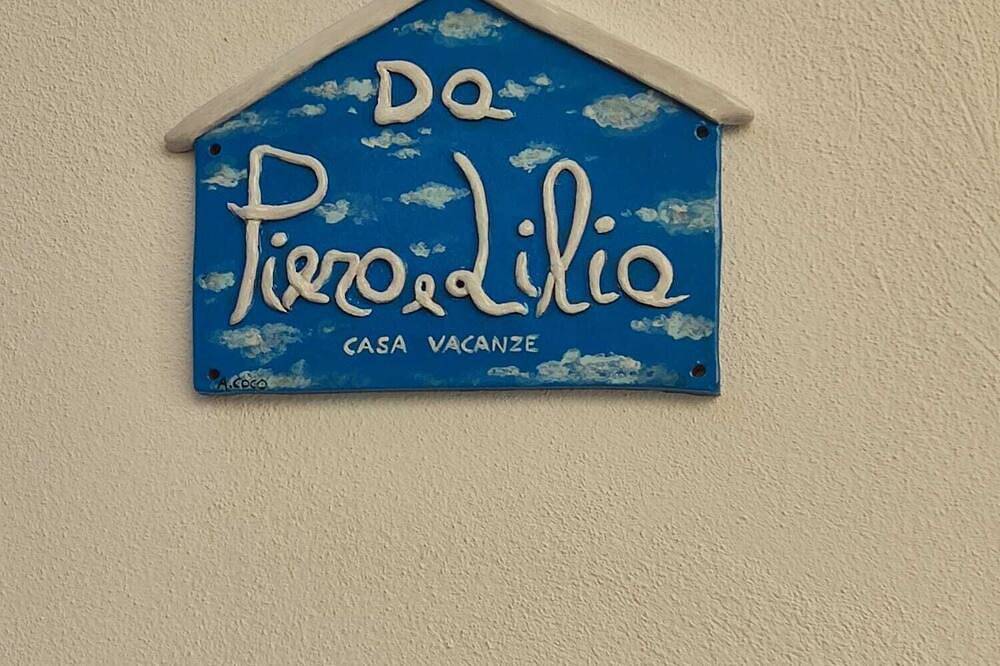 Da
Piero e Lilia
CASA VACANZE
A. COCO